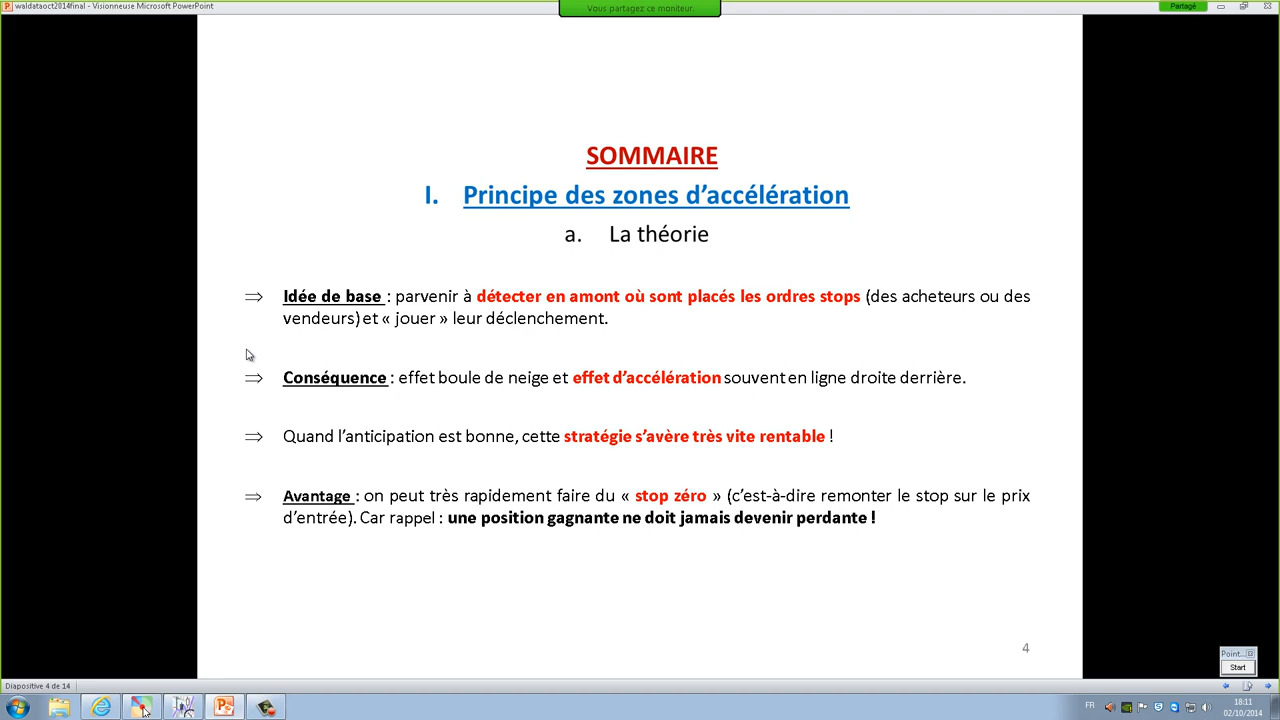 waldataoct2014final - Visionneuse Microsoft PowerPoint
Vous partagez ce moniteur.
Partagé
SOMMAIRE
I. Principe des zones d'accélération
a. La théorie
⇒ Idée de base : parvenir à détecter en amont où sont placés les ordres stops (des acheteurs ou des
vendeurs) et « jouer » leur déclenchement.
⇒ Conséquence : effet boule de neige et effet d'accélération souvent en ligne droite derrière.
⇒ Quand l'anticipation est bonne, cette stratégie s'avère très vite rentable !
⇒ Avantage : on peut très rapidement faire du « stop zéro » (c'est-à-dire remonter le stop sur le prix
d'entrée). Car rappel : une position gagnante ne doit jamais devenir perdante !
4
Point...
Start
Diapositive 4 de 14
FR
18:11
02/10/2014